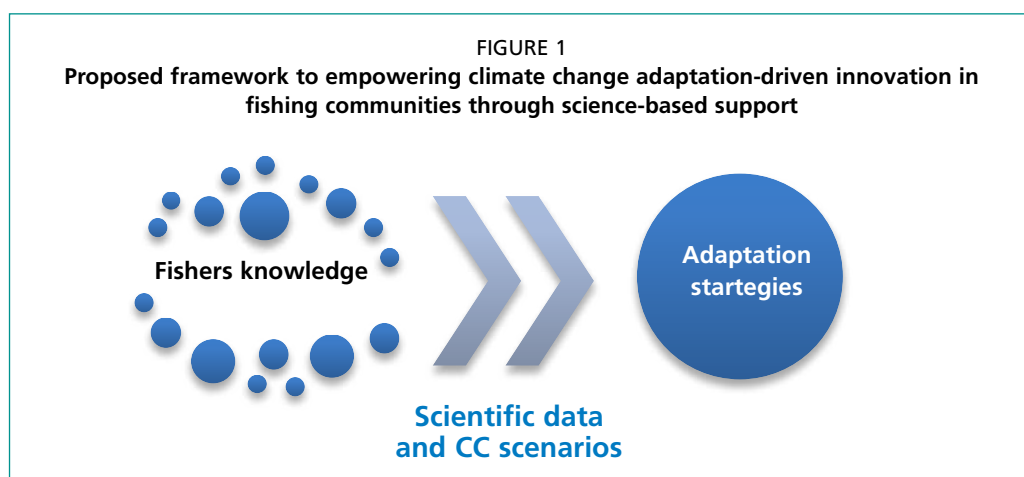 FIGURE 1
Proposed framework to empowering climate change adaptation-driven innovation in
fishing communities through science-based support
Fishers knowledge
Adaptation
startegies
Scientific data
and CC scenarios